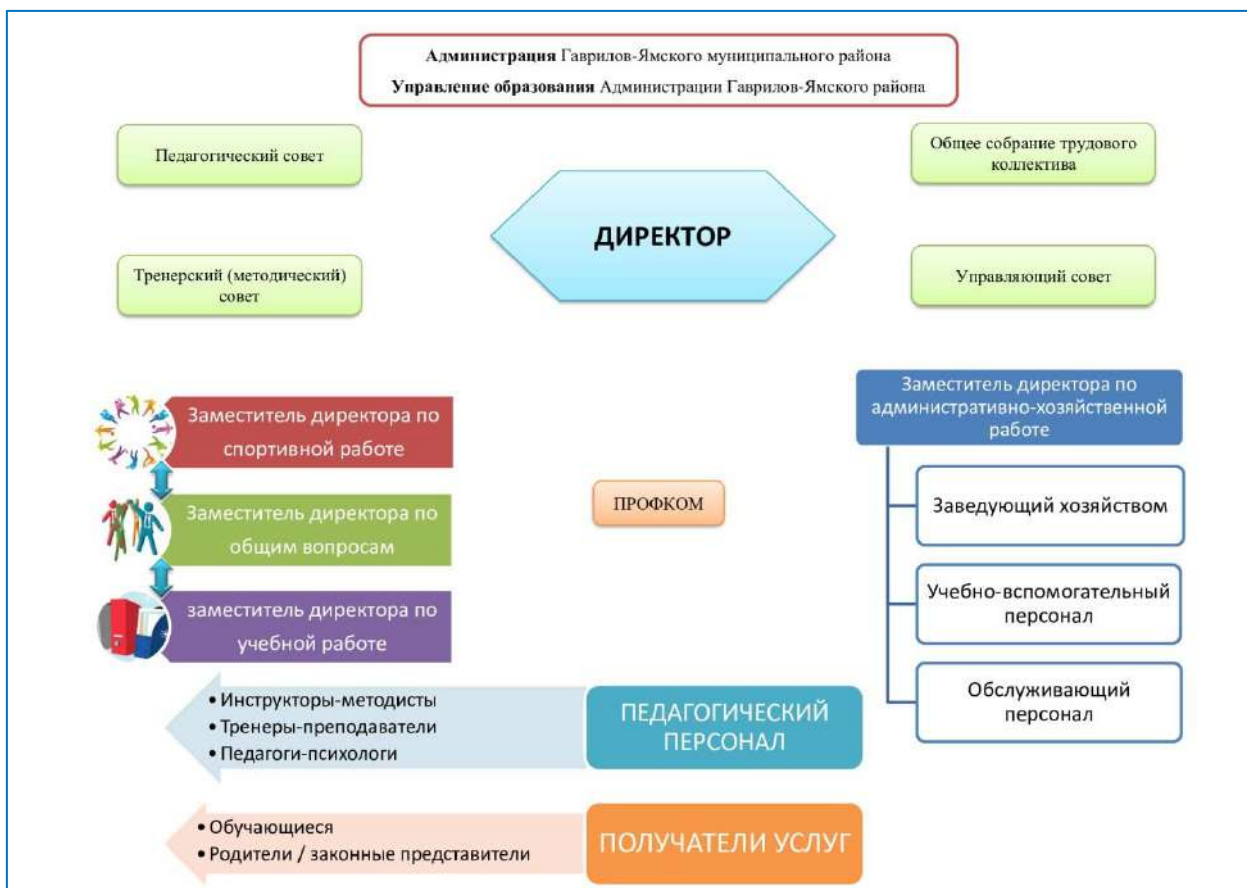 Администрация Гаврилов-Ямского муниципального района
Управление образования Администрации Гаврилов-Ямского района
Педагогический совет
Общее собрание трудового
коллектива
ДИРЕКТОР
Тренерский (методический)
совет
Управляющий совет
Заместитель директора по
спортивной работе
Заместитель директора по
общим вопросам
заместитель директора по
учебной работе
ПРОФКОМ
Заместитель директора по
административно-хозяйственной
работе
Заведующий хозяйством
Учебно-вспомогательный
персонал
Обслуживающий
персонал
• Инструкторы-методисты
• Тренеры-преподаватели
• Педагоги-психологи
ПЕДАГОГИЧЕСКИЙ
ПЕРСОНАЛ
• Обучающиеся
• Родители / законные представители
ПОЛУЧАТЕЛИ УСЛУГ